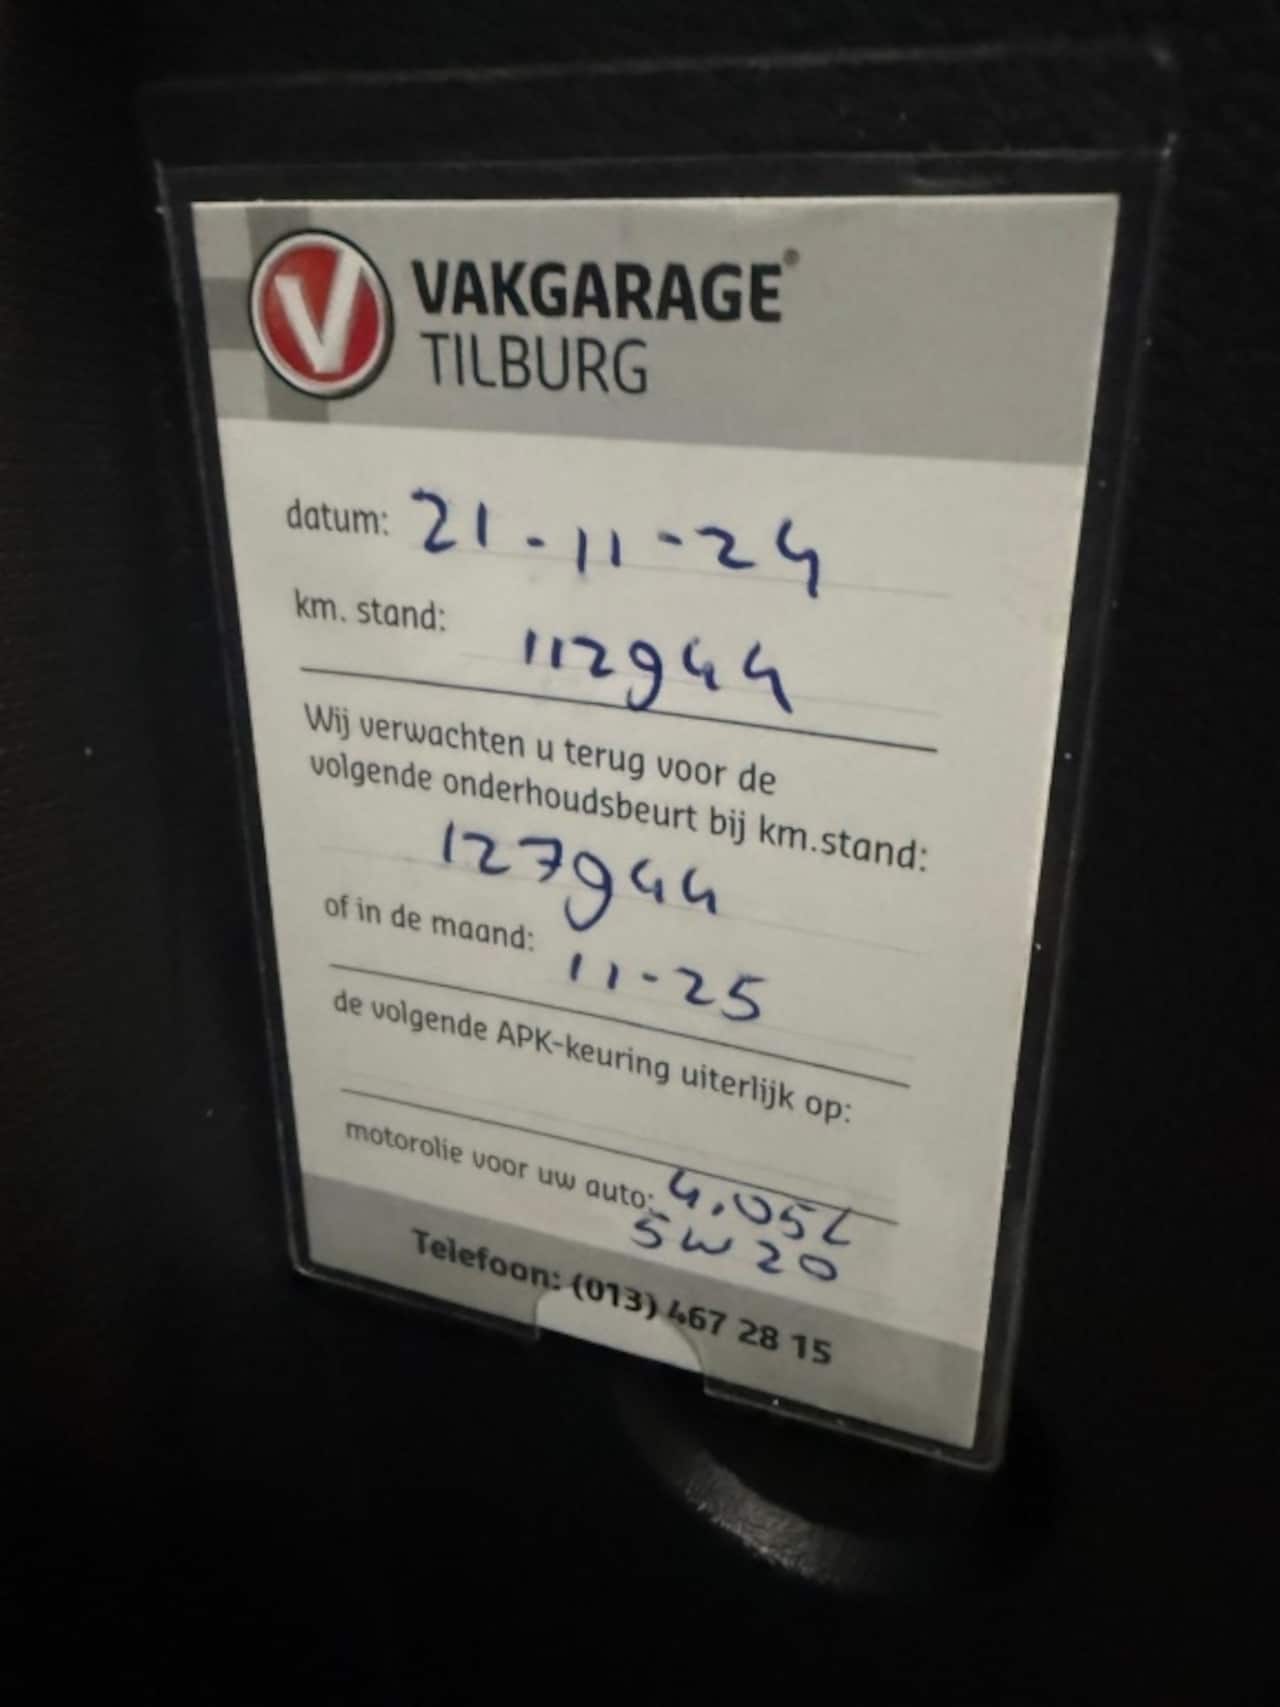 V VAKGARAGE®
TILBURG
datum: 21-11-24
km. stand: 112944
Wij verwachten u terug voor de
volgende onderhoudsbeurt bij km.stand:
127944
of in de maand: 11-25
de volgende APK-keuring uiterlijk op:
motorolie voor uw auto: 4.05L
5W20
Telefoon: (013) 467 28 15